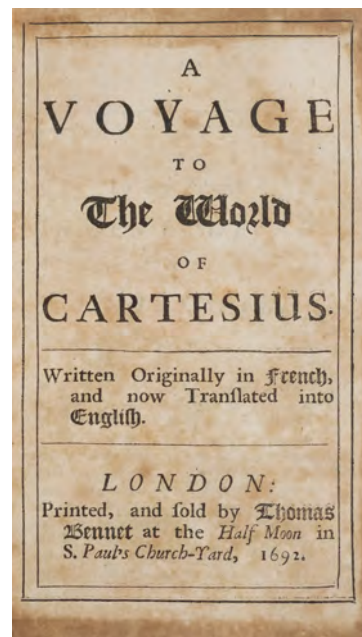 A
VOYAGE
TO
The World
OF
CARTESIUS.
Written Originally in French,
and now Tranſlated into
Engliſh.
LONDON:
Printed, and ſold by Thomas
Bennet at the Half Moon in
S. Paul's Church-Yard, 1692.